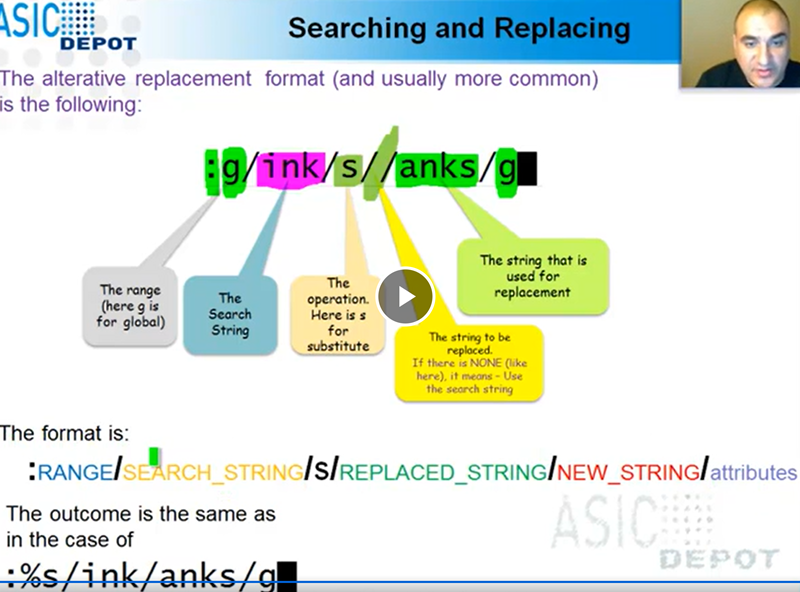 ASIC
DEPOT
Searching and Replacing
The alterative replacement format (and usually more common)
is the following:
:g/ink/s//anks/g
The range
(here g is
for global)
The
Search
String
The
operation.
Here is s
for
substitute
The string to be
replaced.
If there is NONE (like
here), it means - Use
the search string
The string that is
used for
replacement
The format is:
:RANGE/SEARCH_STRING/s/REPLACED_STRING/NEW_STRING/attributes
The outcome is the same as
in the case of
:%s/ink/anks/g
ASIC
DEPOT